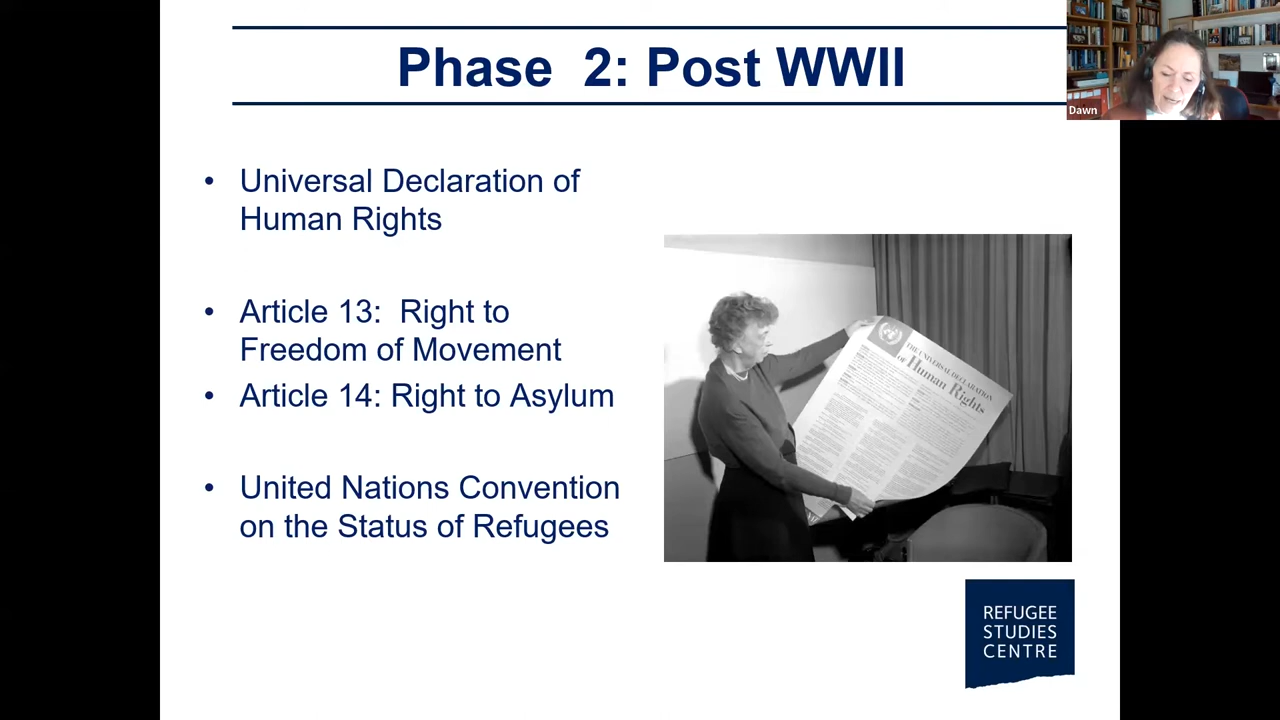 Phase 2: Post WWII
Dawn
• Universal Declaration of
Human Rights
• Article 13: Right to
Freedom of Movement
• Article 14: Right to Asylum
• United Nations Convention
on the Status of Refugees
THE UNIVERSAL DECLARATION
OF Human Rights
REFUGEE
STUDIES
CENTRE